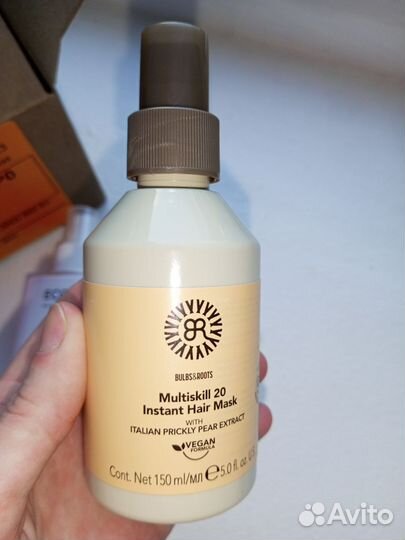 BULBS&ROOTS
Multiskill 20
Instant Hair Mask
WITH
ITALIAN PRICKLY PEAR EXTRACT
VEGAN
FORMULA
Cont. Net 150 ml/мл ℮ 5.0 fl. oz. U.S.
Avito